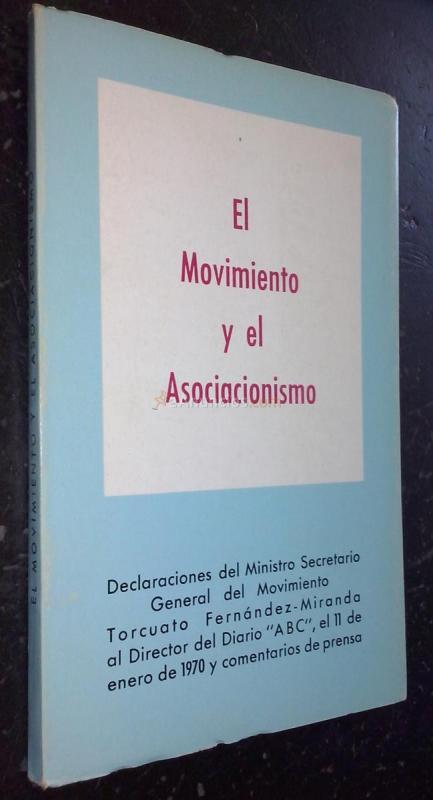 El
Movimiento
y el
Asociacionismo
Declaraciones del Ministro Secretario
General del Movimiento
Torcuato Fernández-Miranda
al Director del Diario "ABC", el 11 de
enero de 1970 y comentarios de prensa
EL MOVIMIENTO Y EL ASOCIACIONISMO